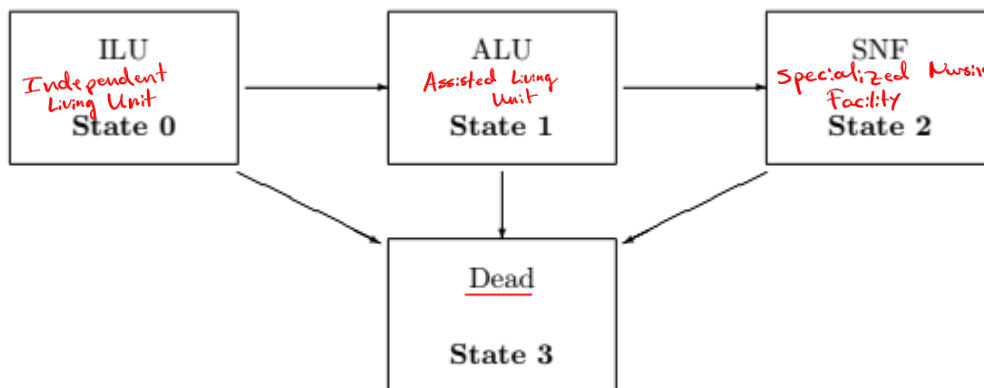 ILU
Independent
Living Unit
State 0
ALU
Assisted Living
Unit
State 1
SNF
Specialized Nursin
Facility
State 2
Dead
State 3